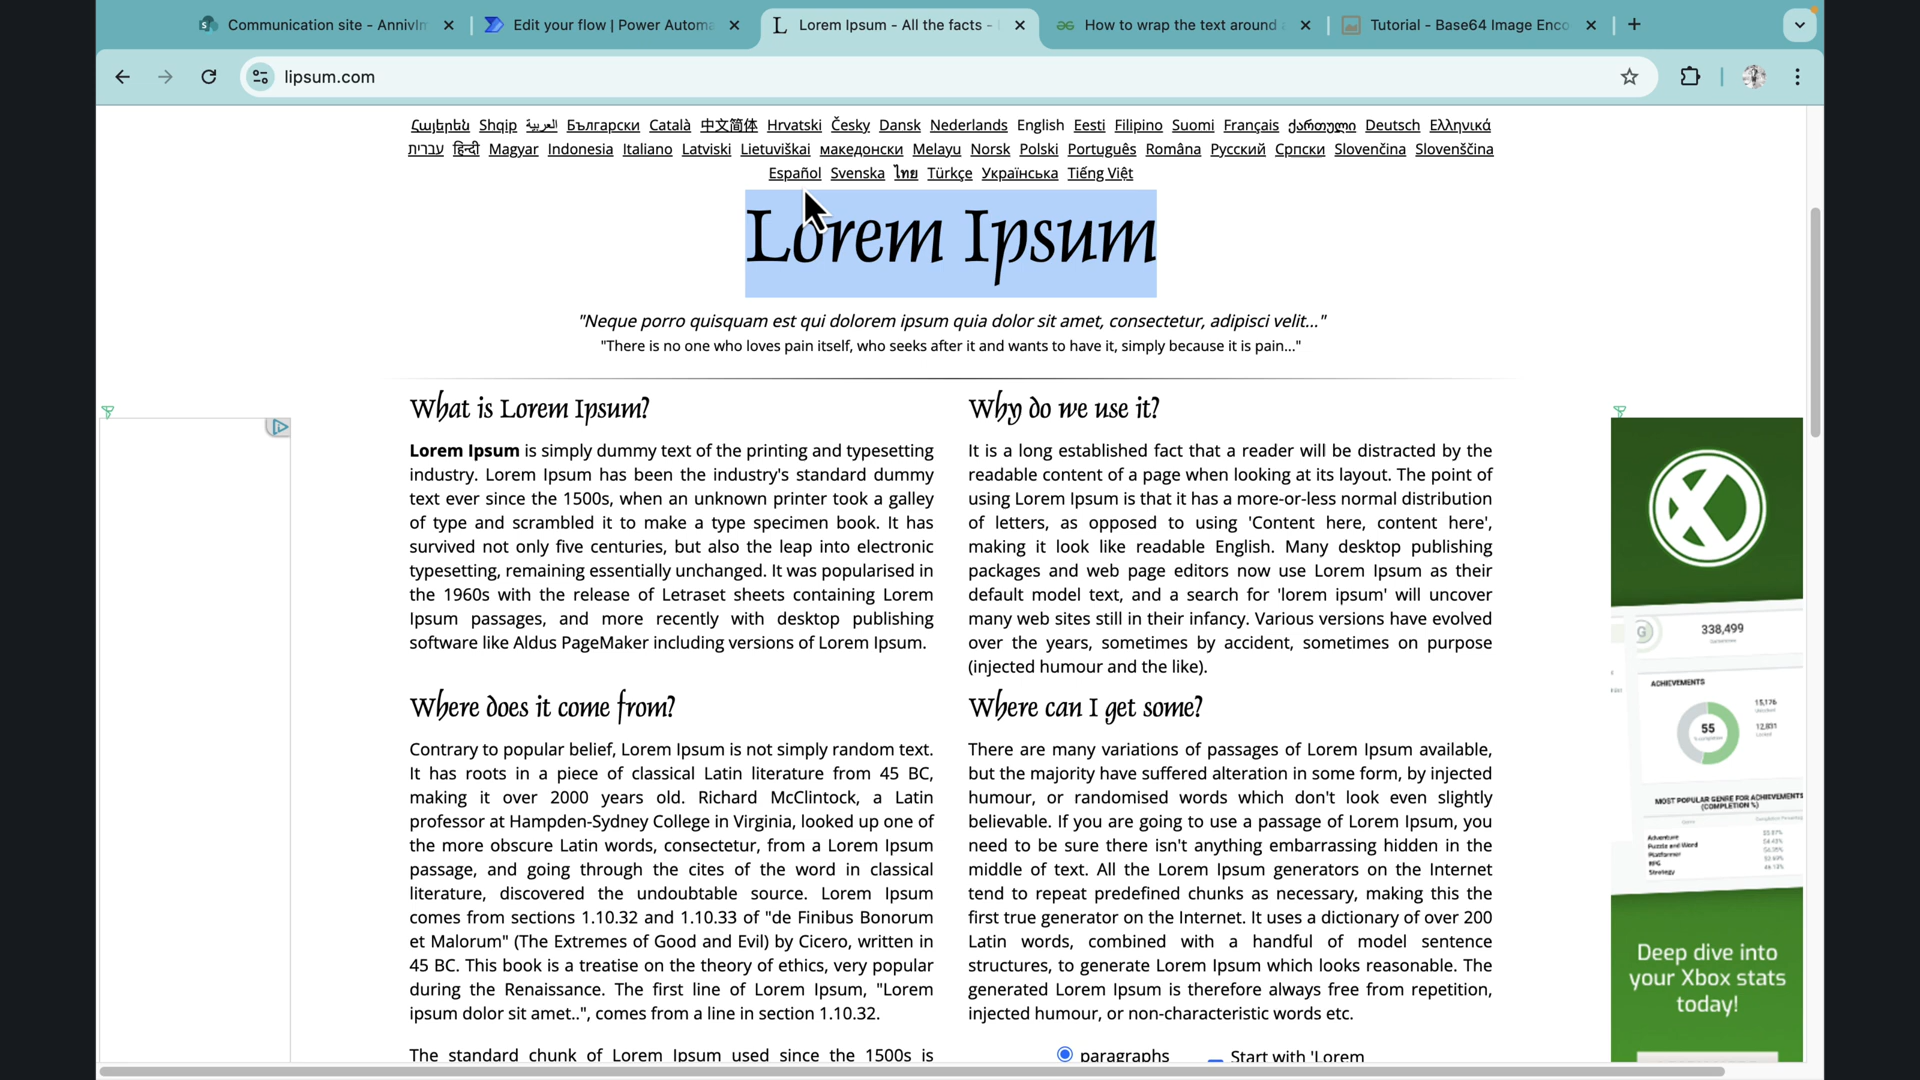 Communication site - AnnivIm
Edit your flow | Power Automa
Lorem Ipsum - All the facts -
How to wrap the text around
Tutorial - Base64 Image Enco
lipsum.com
Հայերեն Shqip العربية Български Català 中文简体 Hrvatski Česky Dansk Nederlands English Eesti Filipino Suomi Français ქართული Deutsch Ελληνικά
עברית हिन्दी Magyar Indonesia Italiano Latviski Lietuviškai македонски Melayu Norsk Polski Português Româna Русский Српски Slovenčina Slovenščina
Español Svenska ไทย Türkçe Українська Tiếng Việt
Lorem Ipsum
"Neque porro quisquam est qui dolorem ipsum quia dolor sit amet, consectetur, adipisci velit..."
"There is no one who loves pain itself, who seeks after it and wants to have it, simply because it is pain..."
What is Lorem Ipsum?
Lorem Ipsum is simply dummy text of the printing and typesetting
industry. Lorem Ipsum has been the industry's standard dummy
text ever since the 1500s, when an unknown printer took a galley
of type and scrambled it to make a type specimen book. It has
survived not only five centuries, but also the leap into electronic
typesetting, remaining essentially unchanged. It was popularised in
the 1960s with the release of Letraset sheets containing Lorem
Ipsum passages, and more recently with desktop publishing
software like Aldus PageMaker including versions of Lorem Ipsum.
Why do we use it?
It is a long established fact that a reader will be distracted by the
readable content of a page when looking at its layout. The point of
using Lorem Ipsum is that it has a more-or-less normal distribution
of letters, as opposed to using 'Content here, content here',
making it look like readable English. Many desktop publishing
packages and web page editors now use Lorem Ipsum as their
default model text, and a search for 'lorem ipsum' will uncover
many web sites still in their infancy. Various versions have evolved
over the years, sometimes by accident, sometimes on purpose
(injected humour and the like).
Where does it come from?
Contrary to popular belief, Lorem Ipsum is not simply random text.
It has roots in a piece of classical Latin literature from 45 BC,
making it over 2000 years old. Richard McClintock, a Latin
professor at Hampden-Sydney College in Virginia, looked up one of
the more obscure Latin words, consectetur, from a Lorem Ipsum
passage, and going through the cites of the word in classical
literature, discovered the undoubtable source. Lorem Ipsum
comes from sections 1.10.32 and 1.10.33 of "de Finibus Bonorum
et Malorum" (The Extremes of Good and Evil) by Cicero, written in
45 BC. This book is a treatise on the theory of ethics, very popular
during the Renaissance. The first line of Lorem Ipsum, "Lorem
ipsum dolor sit amet..", comes from a line in section 1.10.32.
The standard chunk of Lorem Ipsum used since the 1500s is
Where can I get some?
There are many variations of passages of Lorem Ipsum available,
but the majority have suffered alteration in some form, by injected
humour, or randomised words which don't look even slightly
believable. If you are going to use a passage of Lorem Ipsum, you
need to be sure there isn't anything embarrassing hidden in the
middle of text. All the Lorem Ipsum generators on the Internet
tend to repeat predefined chunks as necessary, making this the
first true generator on the Internet. It uses a dictionary of over 200
Latin words, combined with a handful of model sentence
structures, to generate Lorem Ipsum which looks reasonable. The
generated Lorem Ipsum is therefore always free from repetition,
injected humour, or non-characteristic words etc.
paragraphs
Start with 'Lorem
G
338,499
ACHIEVEMENTS
55
15,176
12,831
MOST POPULAR GENRE FOR ACHIEVEMENTS
(COMPLETION %)
Adventure
Puzzle and Word
Platformer
RPG
Strategy
Deep dive into
your Xbox stats
today!